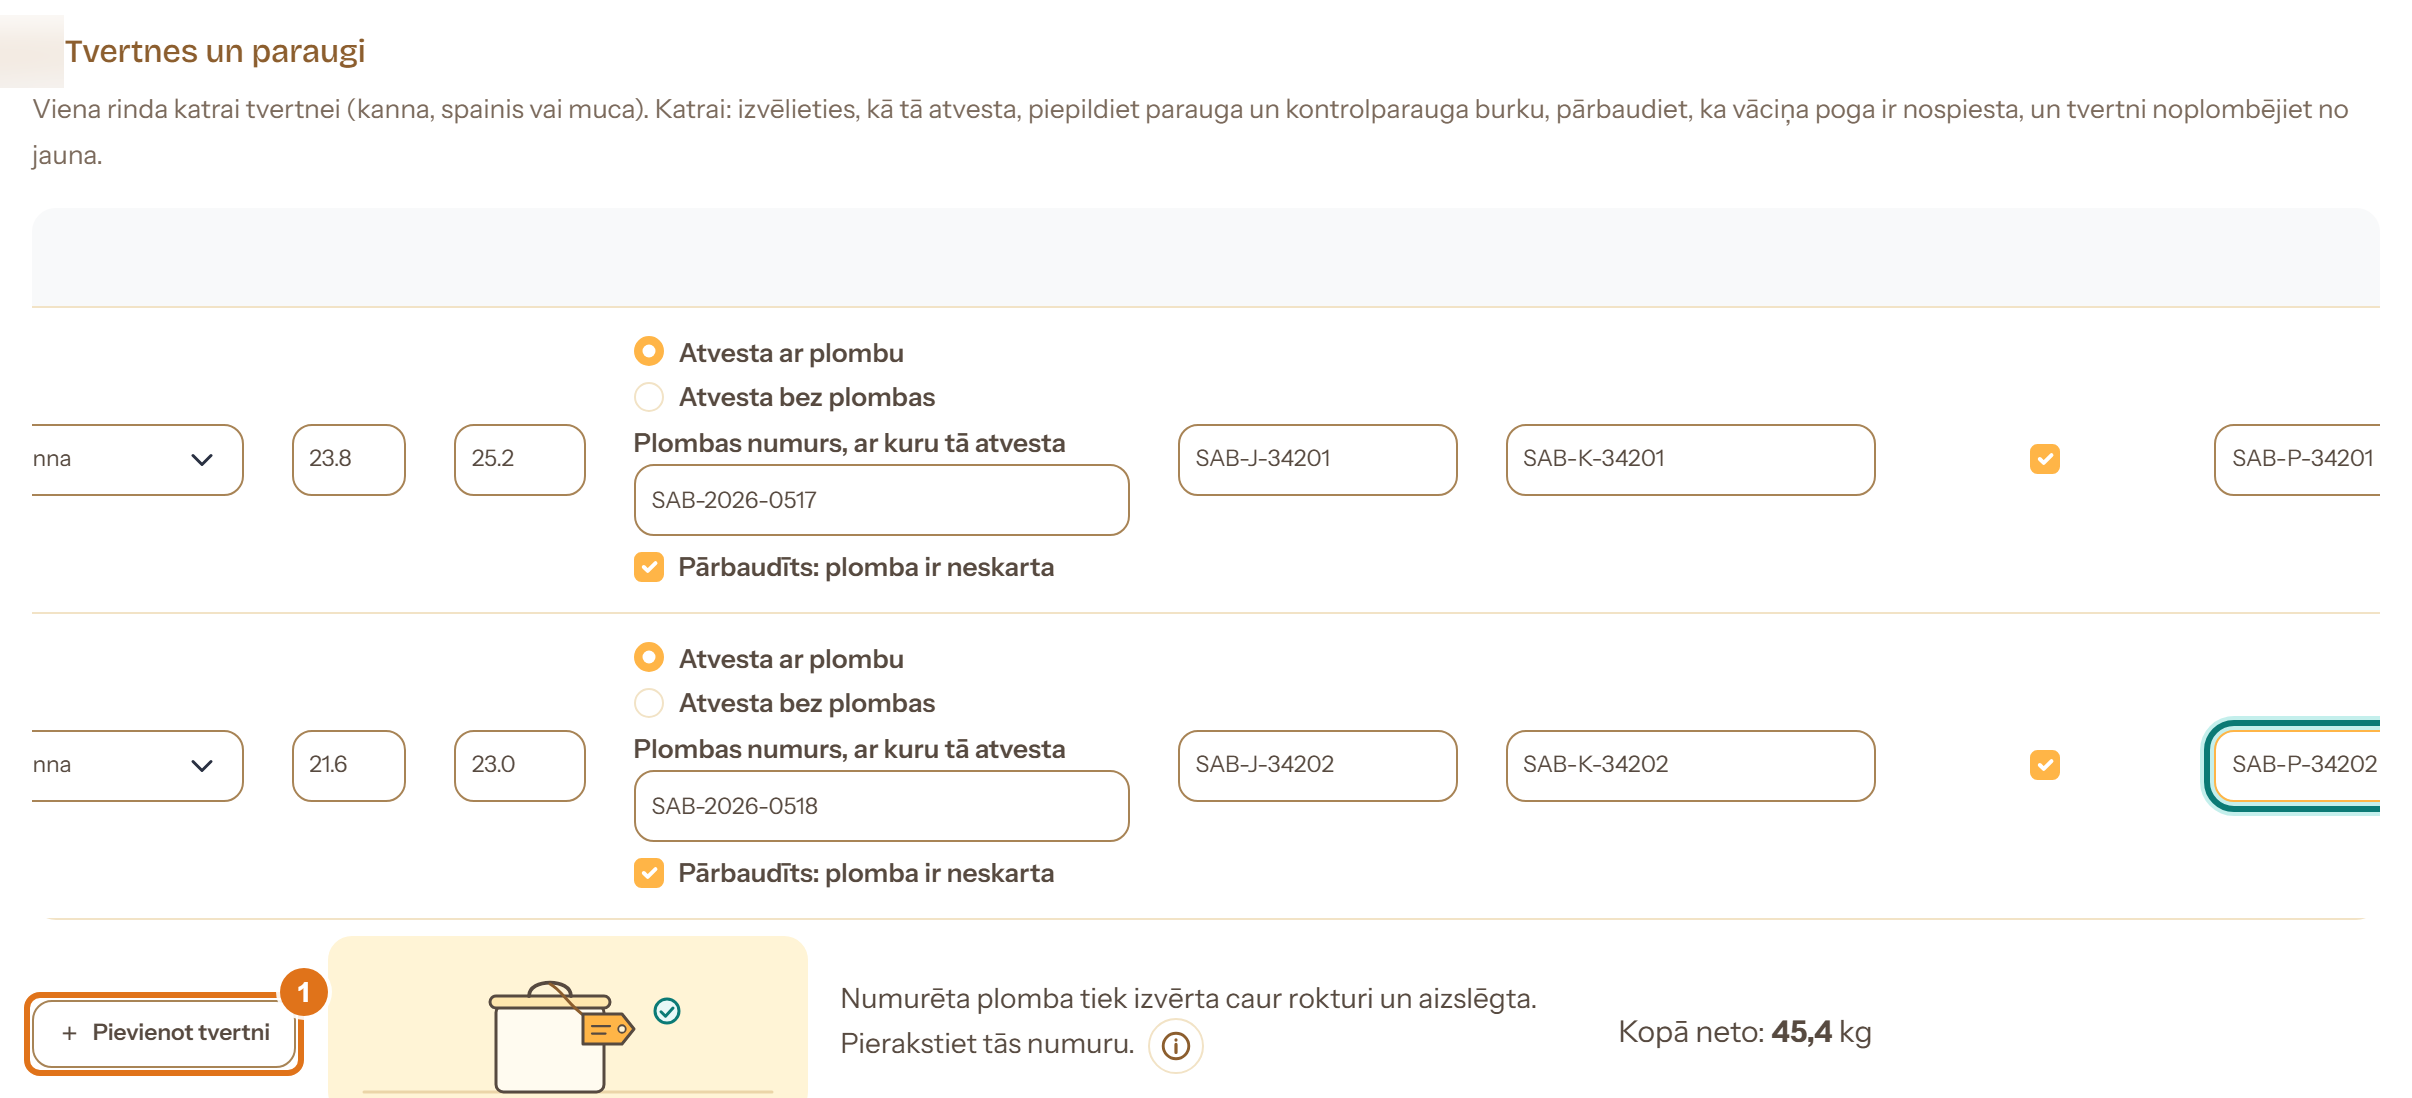 Tvertnes un paraugi
Viena rinda katrai tvertnei (kanna, spainis vai muca). Katrai: izvēlieties, kā tā atvesta, piepildiet parauga un kontrolparauga burku, pārbaudiet, ka vāciņa poga ir nospiesta, un tvertni noplombējiet no
jauna.
Atvesta ar plombu
Atvesta bez plombas
nna 23.8 25.2 Plombas numurs, ar kuru tā atvesta SAB-J-34201 SAB-K-34201 SAB-P-34201
SAB-2026-0517
Pārbaudīts: plomba ir neskarta
Atvesta ar plombu
Atvesta bez plombas
nna 21.6 23.0 Plombas numurs, ar kuru tā atvesta SAB-J-34202 SAB-K-34202 SAB-P-34202
SAB-2026-0518
Pārbaudīts: plomba ir neskarta
1
+ Pievienot tvertni
Numurēta plomba tiek izvērta caur rokturi un aizslēgta.
Pierakstiet tās numuru.
Kopā neto: 45,4 kg